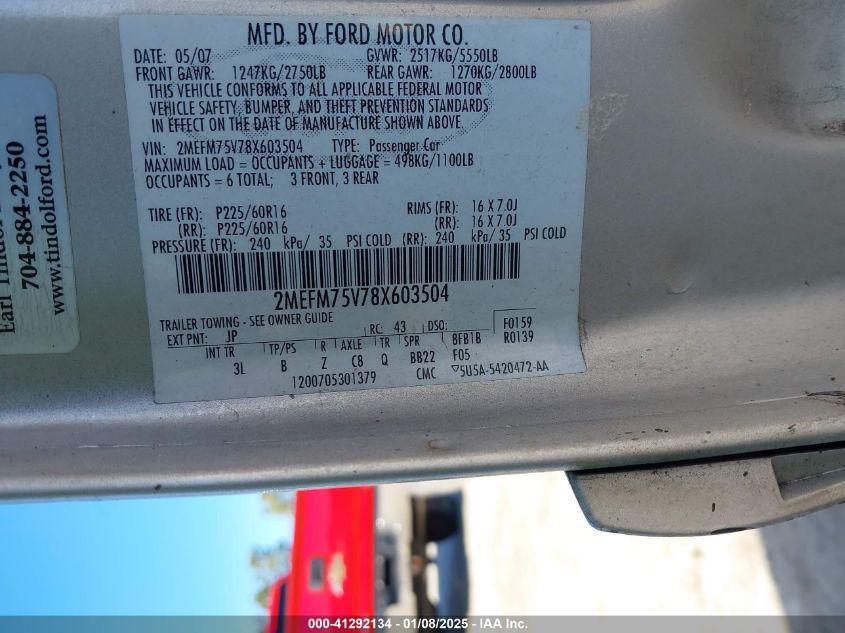 MFD. BY FORD MOTOR CO.
DATE: 05/07 GVWR: 2517KG/5550LB
FRONT GAWR: 1247KG/2750LB REAR GAWR: 1270KG/2800LB
THIS VEHICLE CONFORMS TO ALL APPLICABLE FEDERAL MOTOR
VEHICLE SAFETY, BUMPER, AND THEFT PREVENTION STANDARDS
IN EFFECT ON THE DATE OF MANUFACTURE SHOWN ABOVE.
VIN: 2MEFM75V78X603504 TYPE: Passenger Car
MAXIMUM LOAD = OCCUPANTS + LUGGAGE = 498KG/1100LB
OCCUPANTS = 6 TOTAL; 3 FRONT, 3 REAR
TIRE (FR): P225/60R16 RIMS (FR): 16 X 7.0J
(RR): P225/60R16 (RR): 16 X 7.0J
PRESSURE (FR): 240 kPa/ 35 PSI COLD (RR): 240 kPa/ 35 PSI COLD
2MEFM75V78X603504
TRAILER TOWING - SEE OWNER GUIDE
EXT PNT: JP RC: 43 DSO: F0159
INT TR TP/PS R AXLE TR SPR 8FB1B R0139
3L B Z C8 Q BB22 F05
1200705301379 CMC ▽5U5A-5420472-AA
Earl Tindol
704-884-2250
www.tindolford.com
000-41292134 - 01/08/2025 - US - IAA Inc.